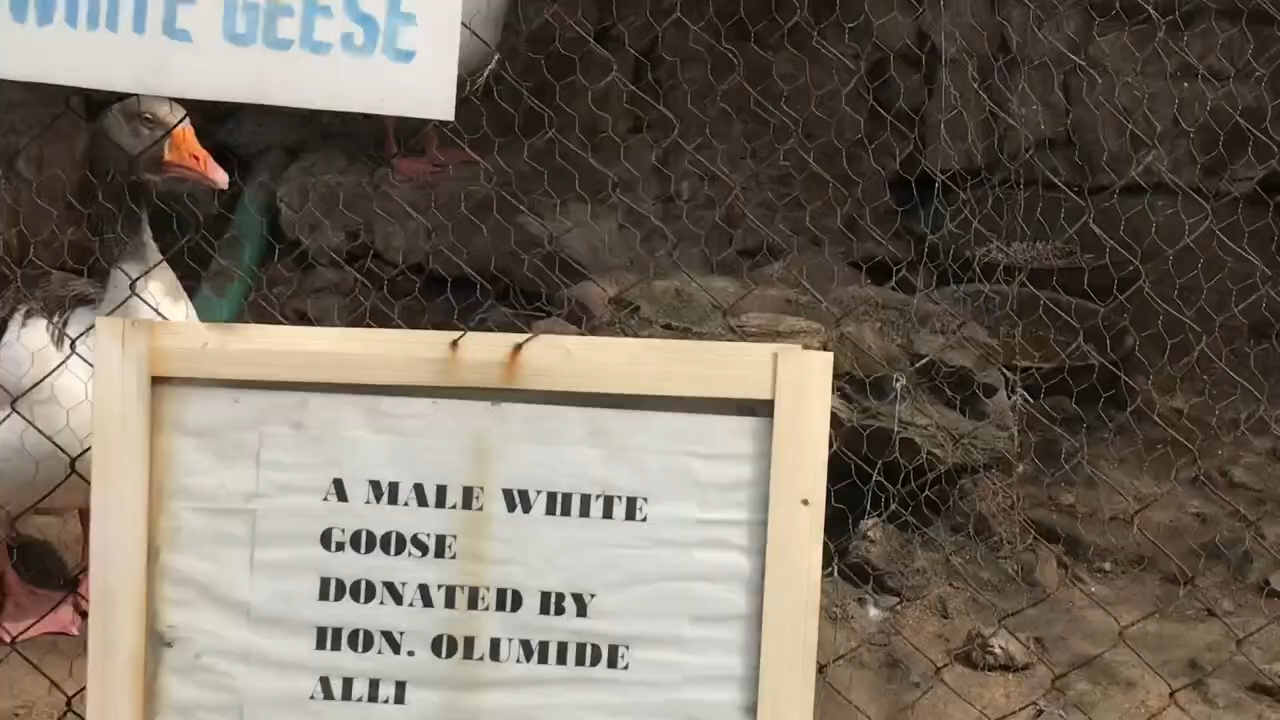 WHITE GEESE
A MALE WHITE
GOOSE
DONATED BY
HON. OLUMIDE
ALLI